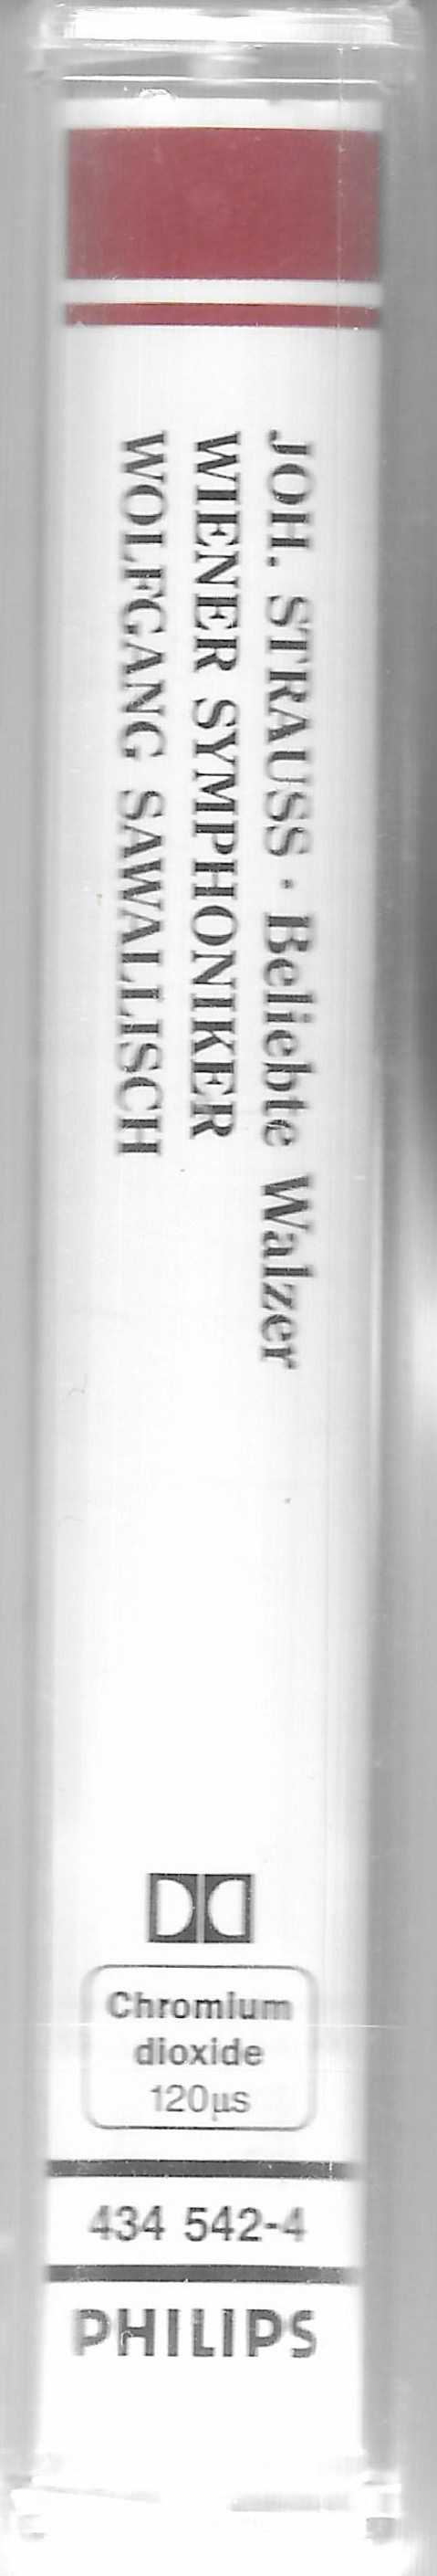 JOH. STRAUSS · Beliebte Walzer
WIENER SYMPHONIKER
WOLFGANG SAWALLISCH
Chromium
dioxide
120µs
434 542-4
PHILIPS